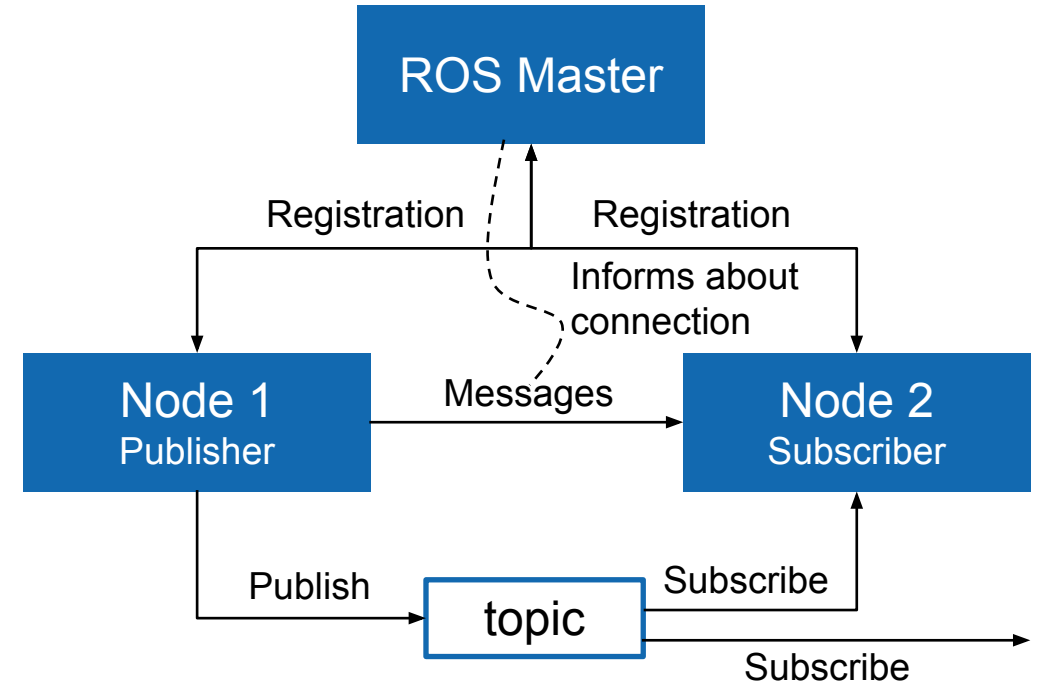 ROS Master
Registration
Registration
Informs about
connection
Node 1
Publisher
Messages
Node 2
Subscriber
Publish
topic
Subscribe
Subscribe